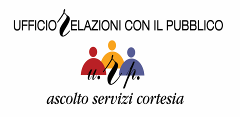 UFFICIO RELAZIONI CON IL PUBBLICO
u.r.p.
ascolto servizi cortesia